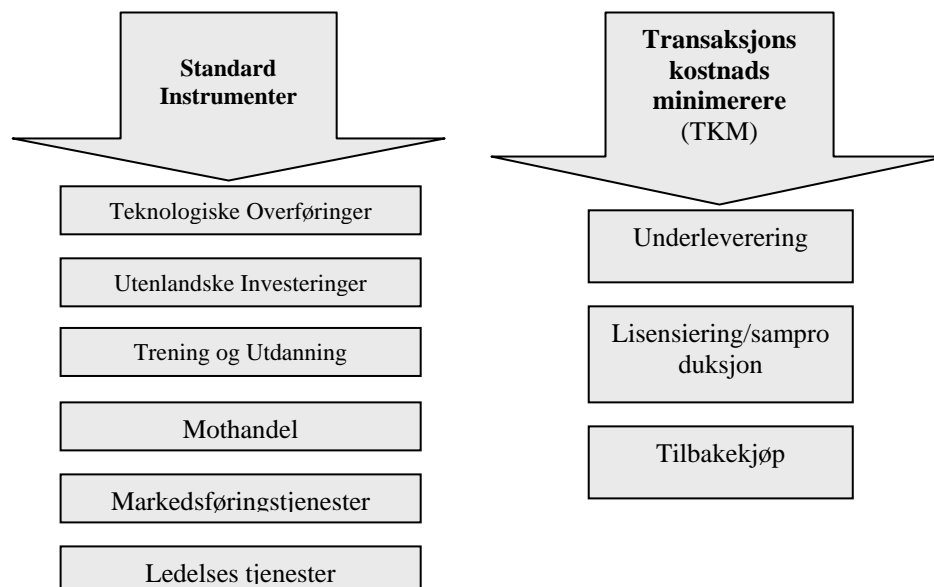 Standard
Instrumenter
Teknologiske Overføringer
Utenlandske Investeringer
Trening og Utdanning
Mothandel
Markedsføringstjenester
Ledelses tjenester
Transaksjons
kostnads
minimerere
(TKM)
Underleverering
Lisensiering/sampro
duksjon
Tilbakekjøp